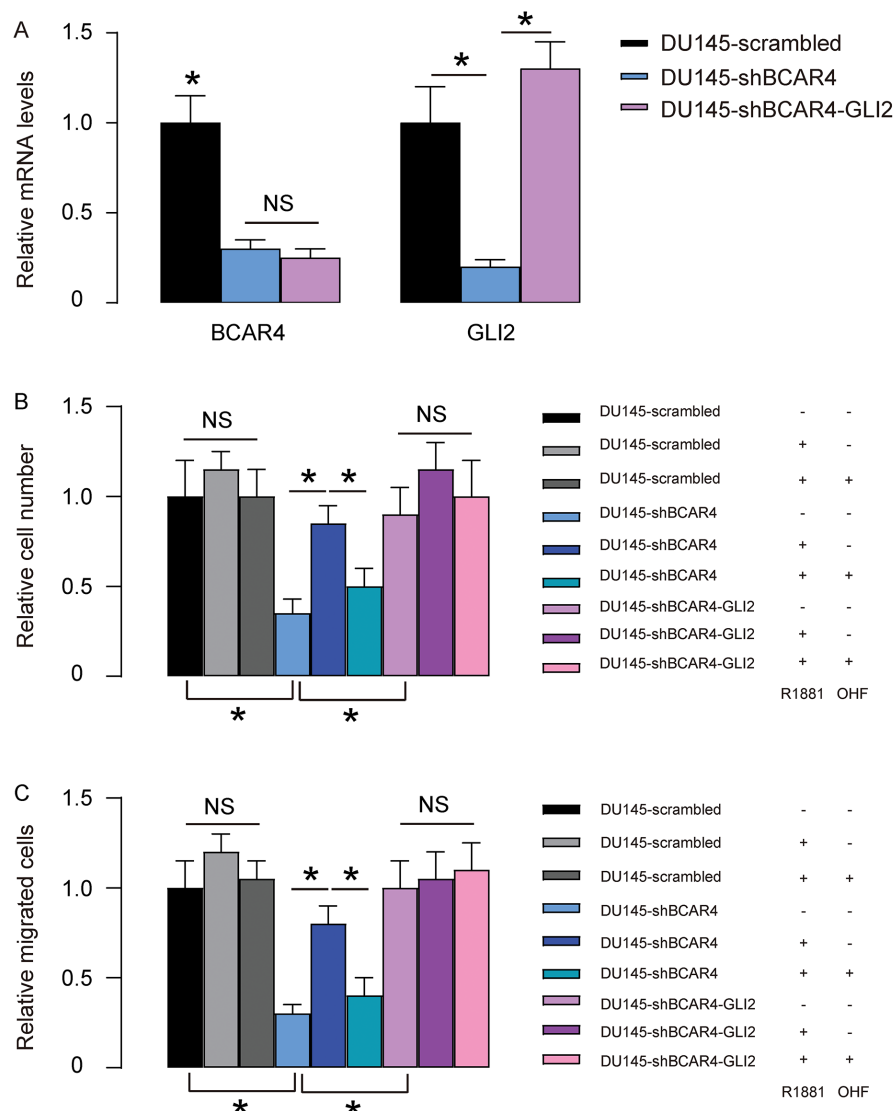 A
Relative mRNA levels
1.5
1.0
0.5
0
*
NS
*
*
BCAR4
GLI2
DU145-scrambled
DU145-shBCAR4
DU145-shBCAR4-GLI2
B
Relative cell number
1.5
1.0
0.5
0
NS
*
*
NS
*
*
DU145-scrambled - -
DU145-scrambled + -
DU145-scrambled + +
DU145-shBCAR4 - -
DU145-shBCAR4 + -
DU145-shBCAR4 + +
DU145-shBCAR4-GLI2 - -
DU145-shBCAR4-GLI2 + -
DU145-shBCAR4-GLI2 + +
R1881 OHF
C
Relative migrated cells
1.5
1.0
0.5
0
NS
*
*
NS
*
*
DU145-scrambled - -
DU145-scrambled + -
DU145-scrambled + +
DU145-shBCAR4 - -
DU145-shBCAR4 + -
DU145-shBCAR4 + +
DU145-shBCAR4-GLI2 - -
DU145-shBCAR4-GLI2 + -
DU145-shBCAR4-GLI2 + +
R1881 OHF